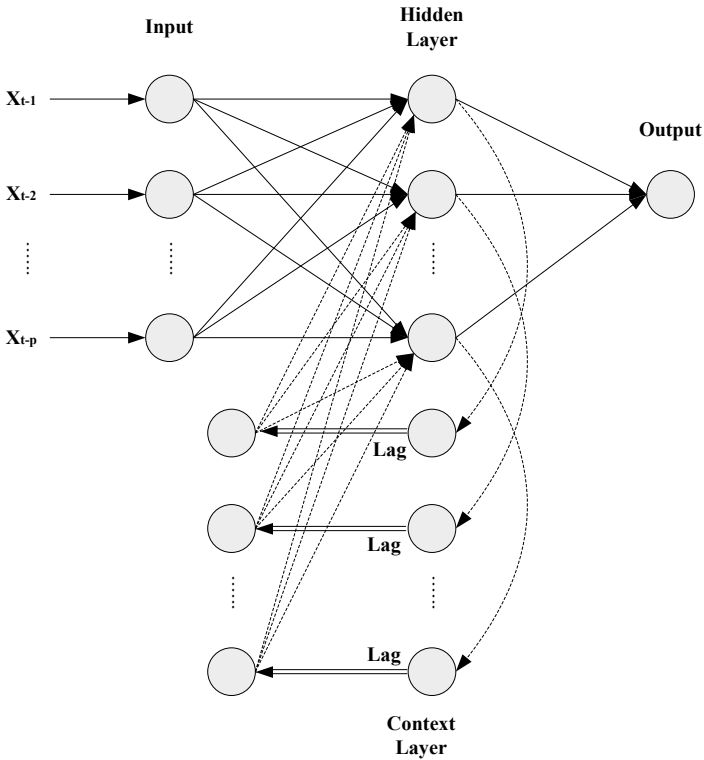 Input
Hidden
Layer
Output
Xt-1
Xt-2
Xt-p
Lag
Lag
Lag
Context
Layer